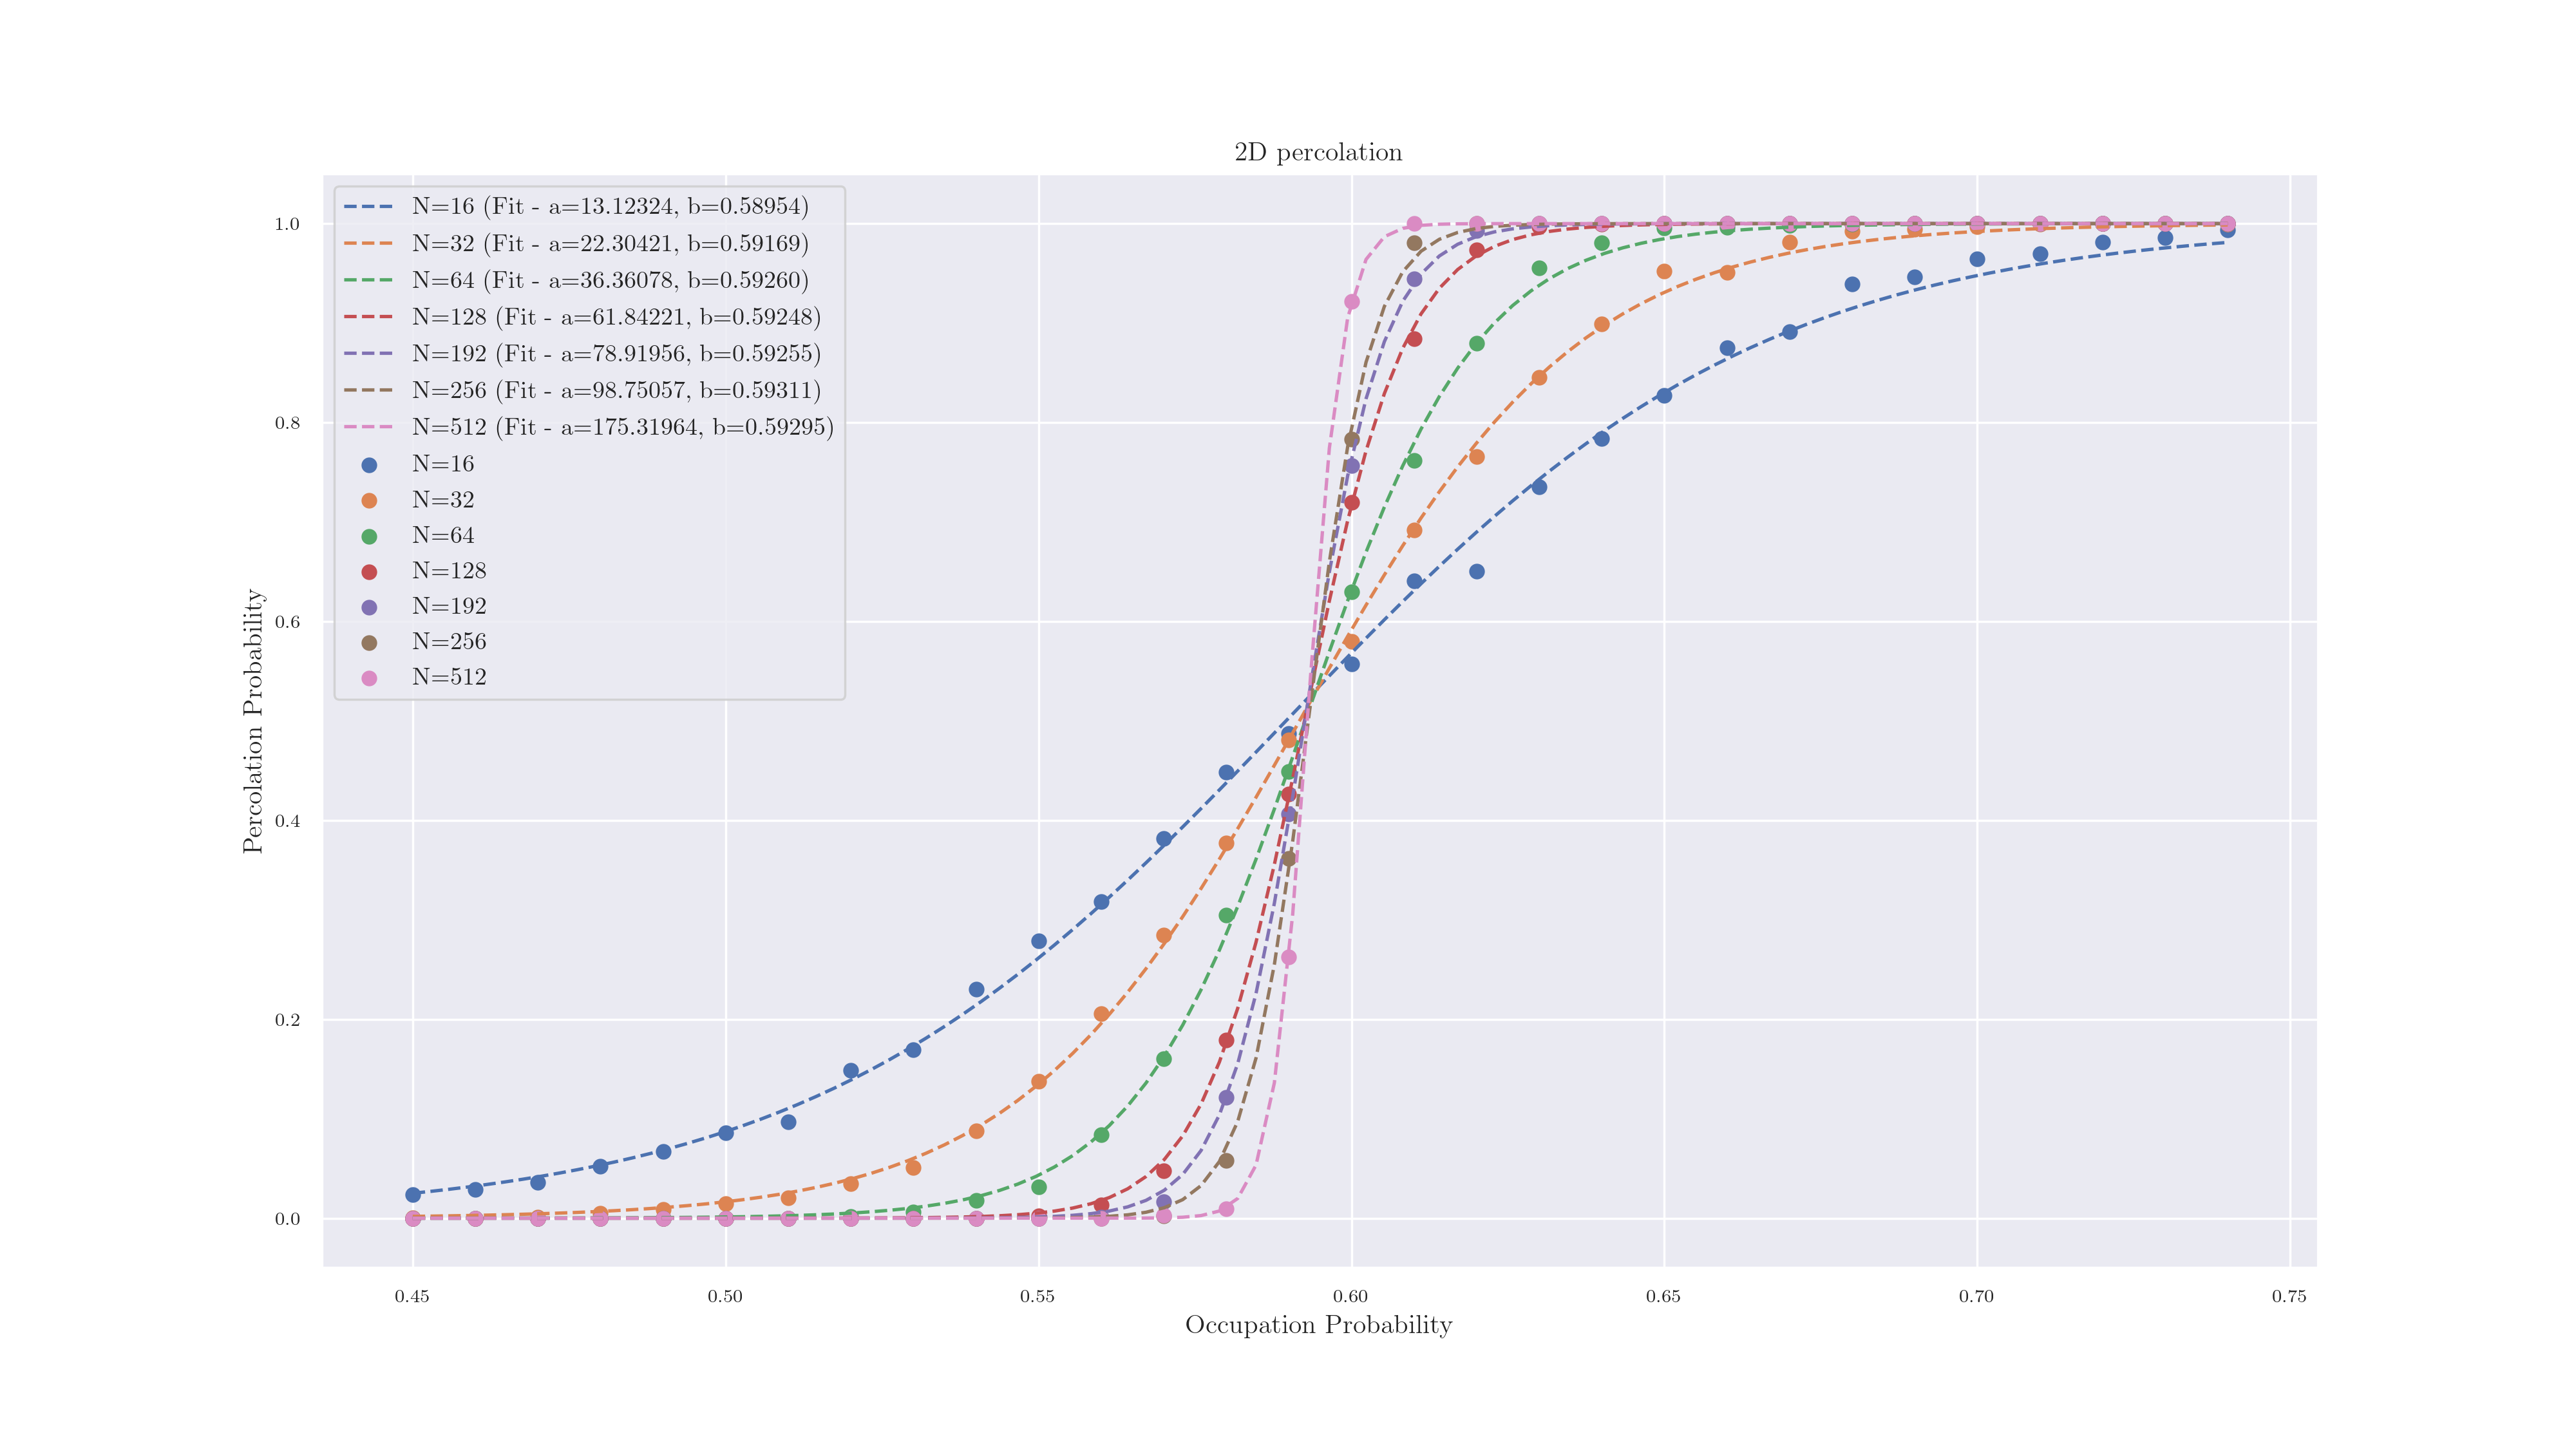 2D percolation
N=16 (Fit - a=13.12324, b=0.58954)
N=32 (Fit - a=22.30421, b=0.59169)
N=64 (Fit - a=36.36078, b=0.59260)
N=128 (Fit - a=61.84221, b=0.59248)
N=192 (Fit - a=78.91956, b=0.59255)
N=256 (Fit - a=98.75057, b=0.59311)
N=512 (Fit - a=175.31964, b=0.59295)
N=16
N=32
N=64
N=128
N=192
N=256
N=512
Percolation Probability
1.0
0.8
0.6
0.4
0.2
0.0
0.45 0.50 0.55 0.60 0.65 0.70 0.75
Occupation Probability